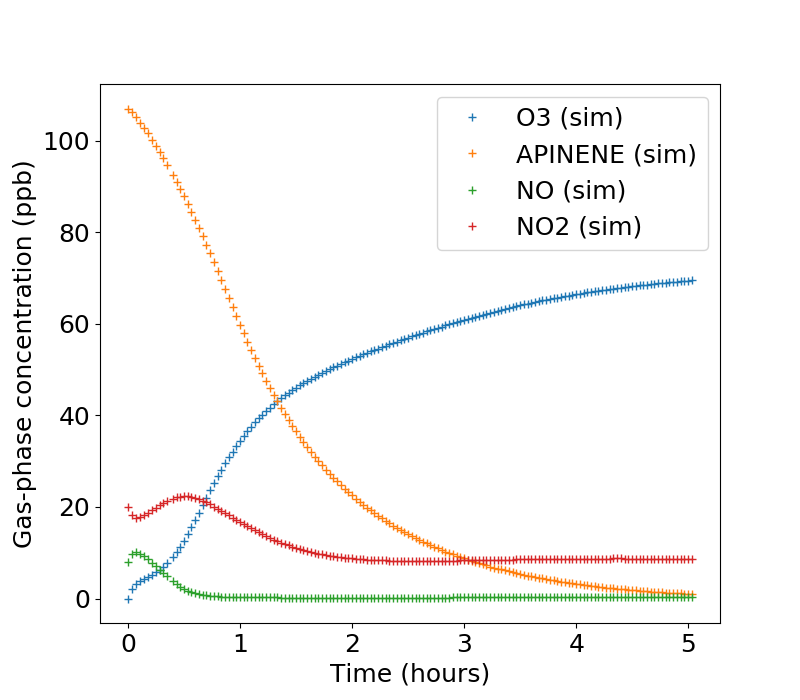 O3 (sim)
APINENE (sim)
NO (sim)
NO2 (sim)
Gas-phase concentration (ppb)
100
80
60
40
20
0
0 1 2 3 4 5
Time (hours)